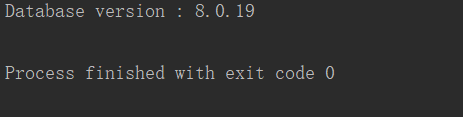 Database version : 8.0.19
Process finished with exit code 0